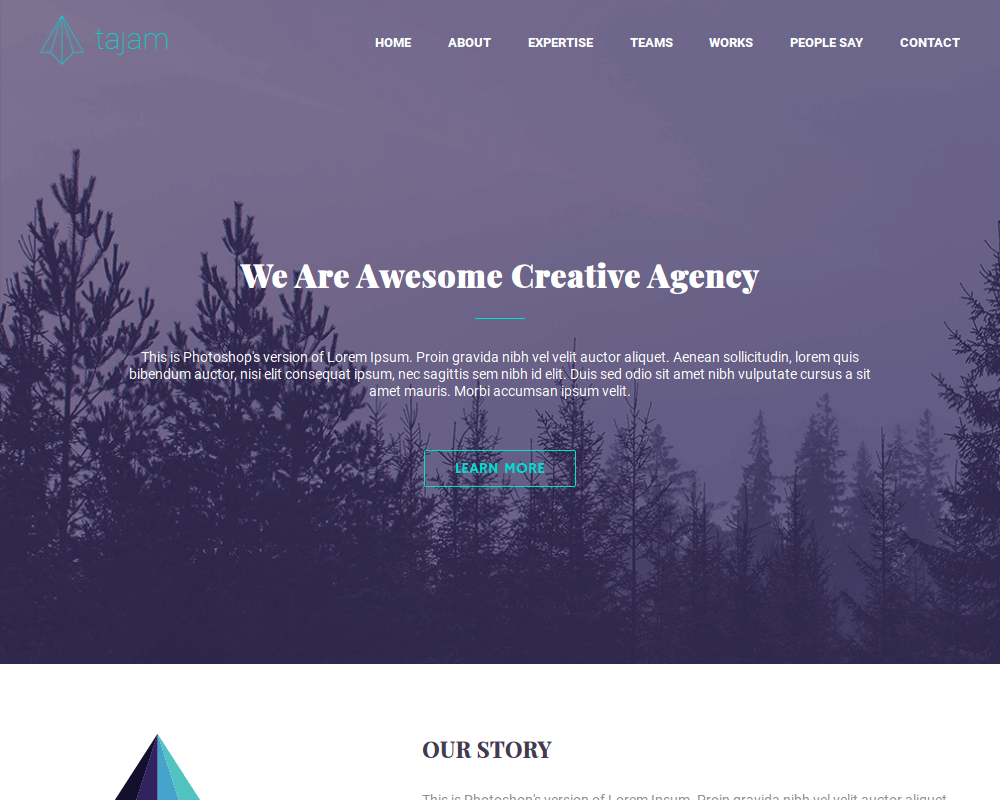 tajam
HOME ABOUT EXPERTISE TEAMS WORKS PEOPLE SAY CONTACT
We Are Awesome Creative Agency
This is Photoshop's version of Lorem Ipsum. Proin gravida nibh vel velit auctor aliquet. Aenean sollicitudin, lorem quis
bibendum auctor, nisi elit consequat ipsum, nec sagittis sem nibh id elit. Duis sed odio sit amet nibh vulputate cursus a sit
amet mauris. Morbi accumsan ipsum velit.
LEARN MORE
OUR STORY
This is Photoshop's version of Lorem Ipsum. Proin gravida nibh vel velit auctor aliquet.